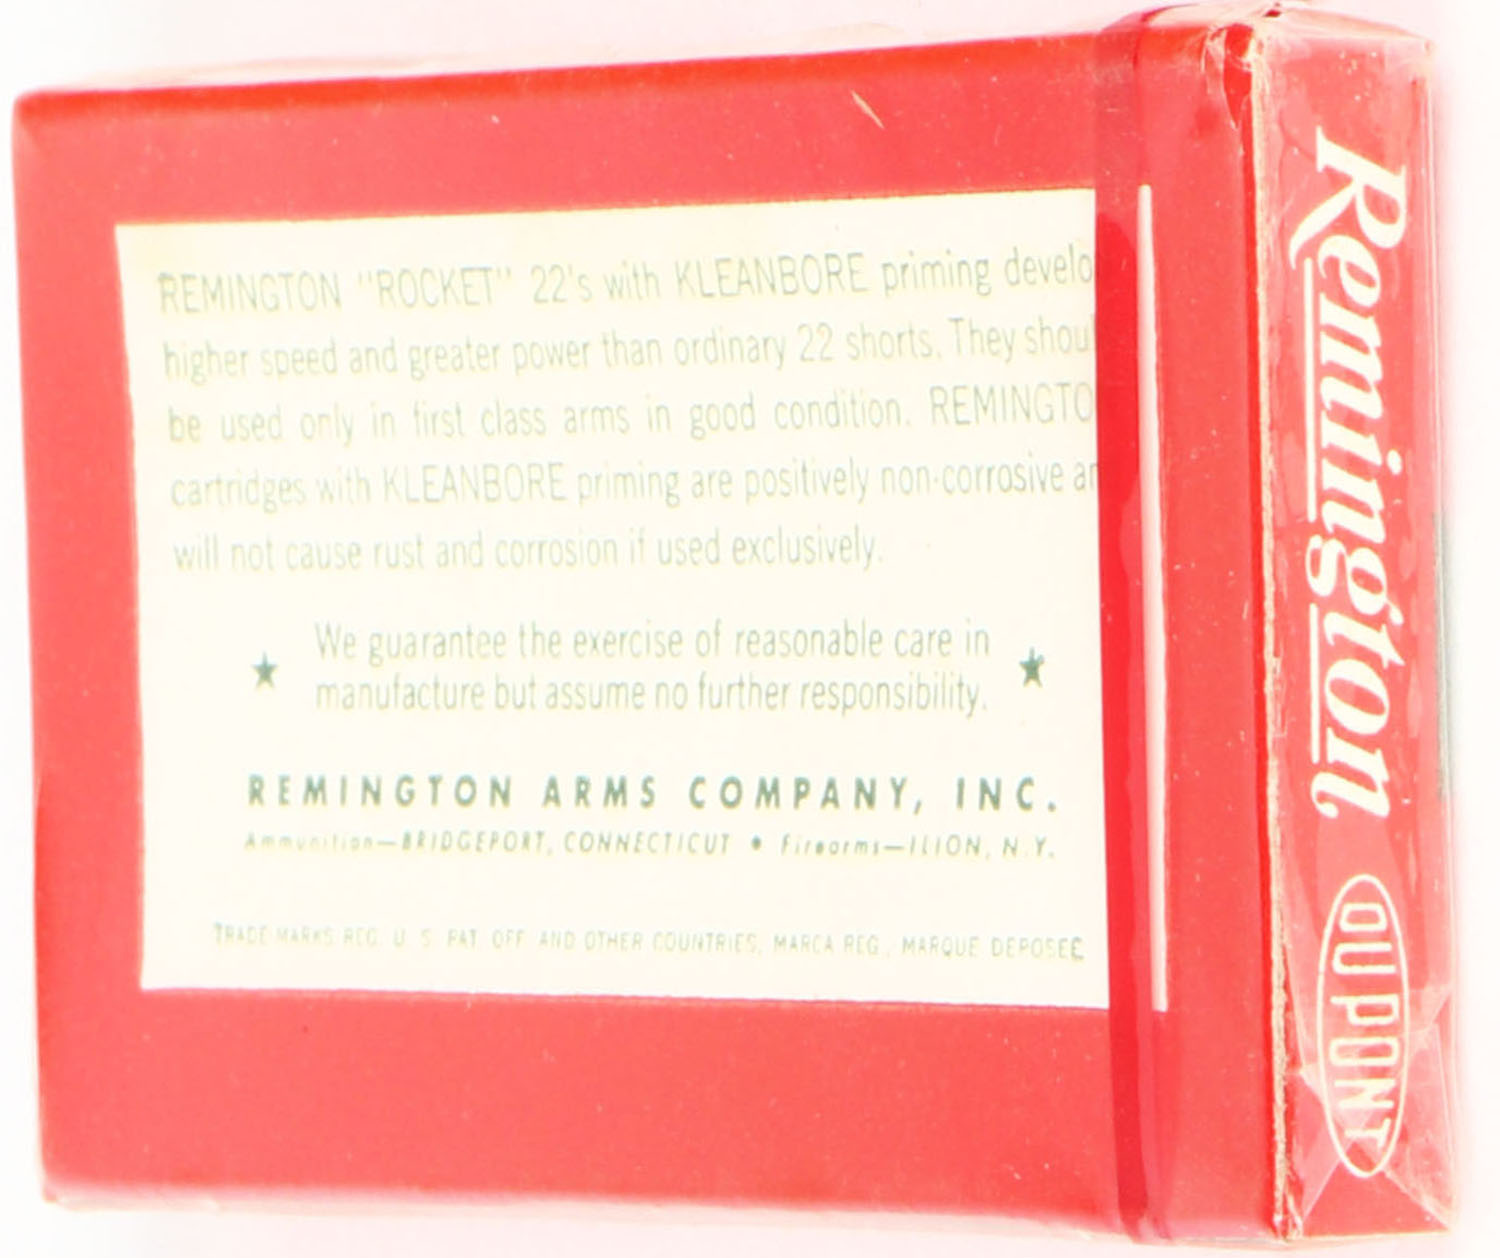 REMINGTON "ROCKET" 22's with KLEANBORE priming develo
higher speed and greater power than ordinary 22 shorts. They shoul
be used only in first class arms in good condition. REMINGTO
cartridges with KLEANBORE priming are positively non-corrosive an
will not cause rust and corrosion if used exclusively.
★ We guarantee the exercise of reasonable care in ★
manufacture but assume no further responsibility.
REMINGTON ARMS COMPANY, INC.
Ammunition—BRIDGEPORT, CONNECTICUT • Firearms—ILION, N.Y.
TRADE MARKS REG. U. S. PAT. OFF. AND OTHER COUNTRIES, MARCA REG., MARQUE DEPOSEE
Remington
DU PONT